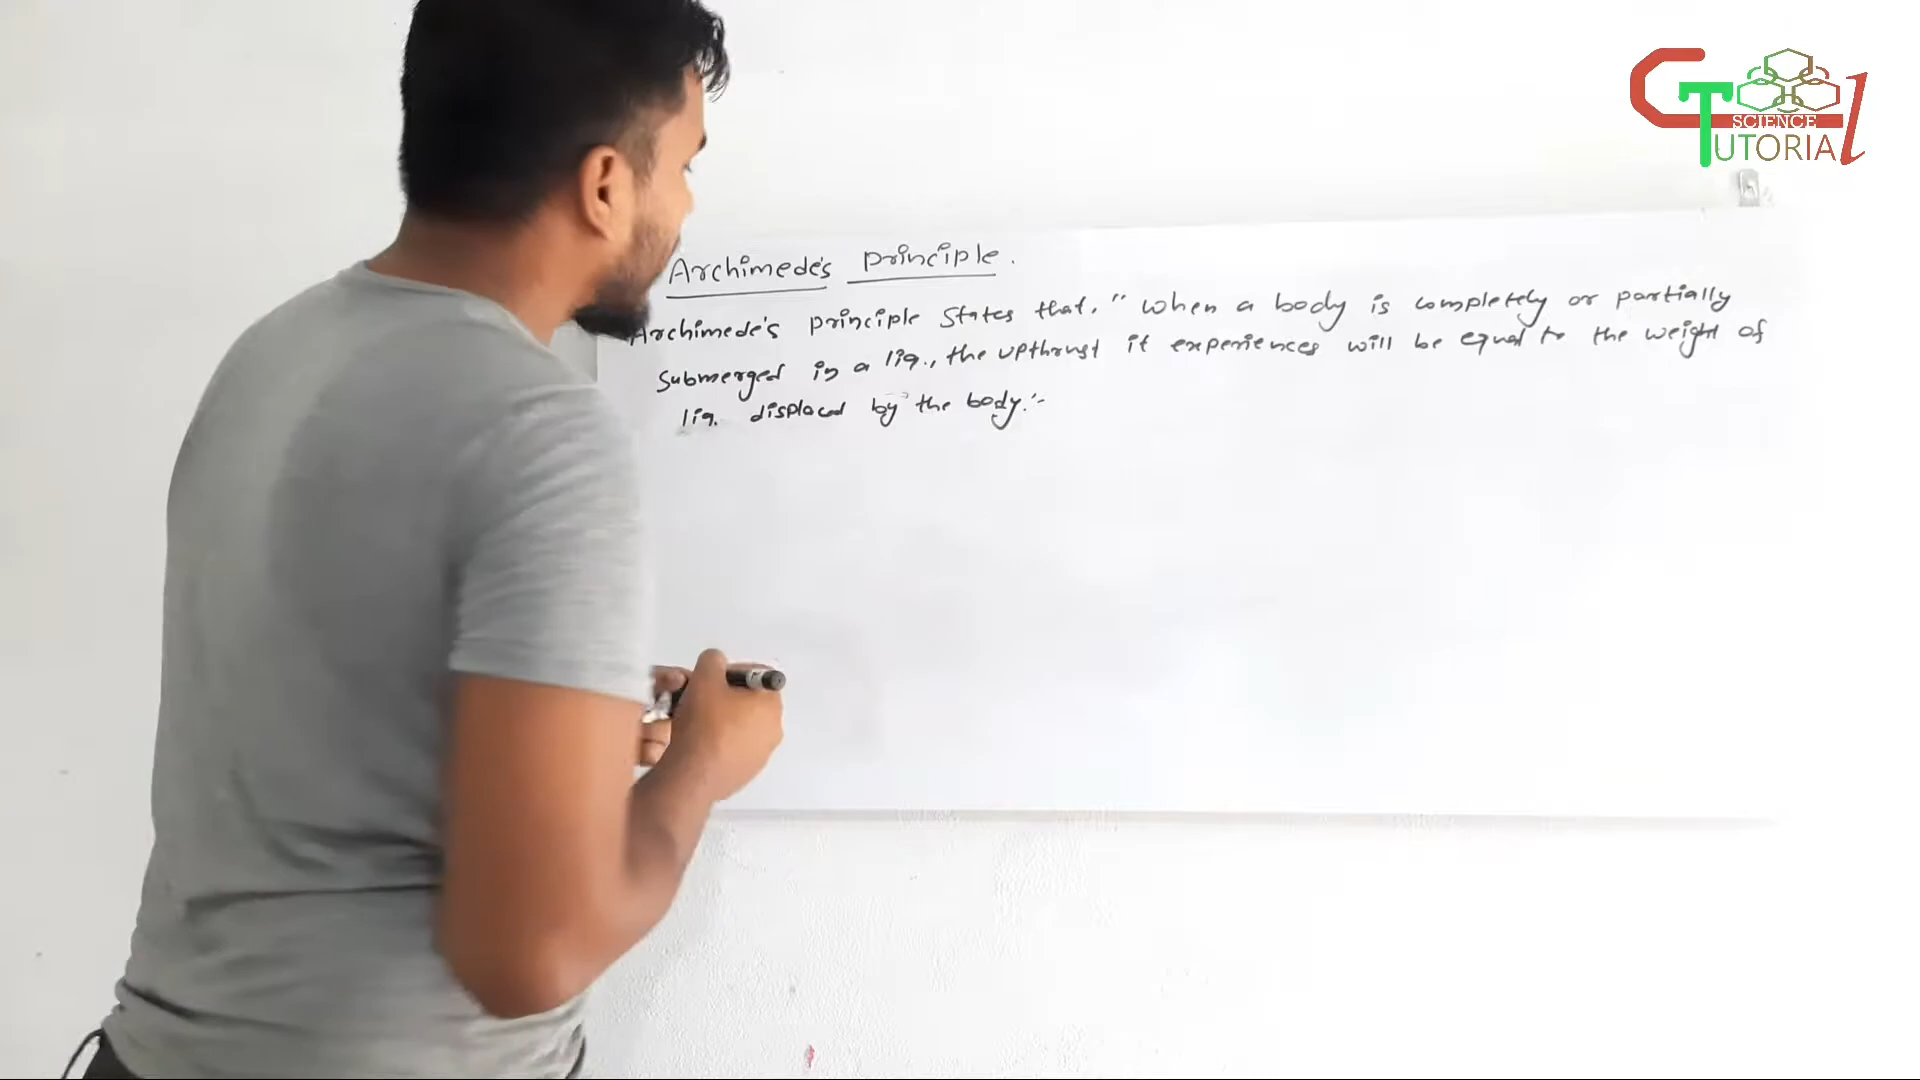 Archimede's principle.
Archimede's principle states that, " when a body is completely or partially
submerged in a liq., the upthrust it experiences will be equal to the weight of
liq. displaced by the body."-
G
SCIENCE
TUTORIAl